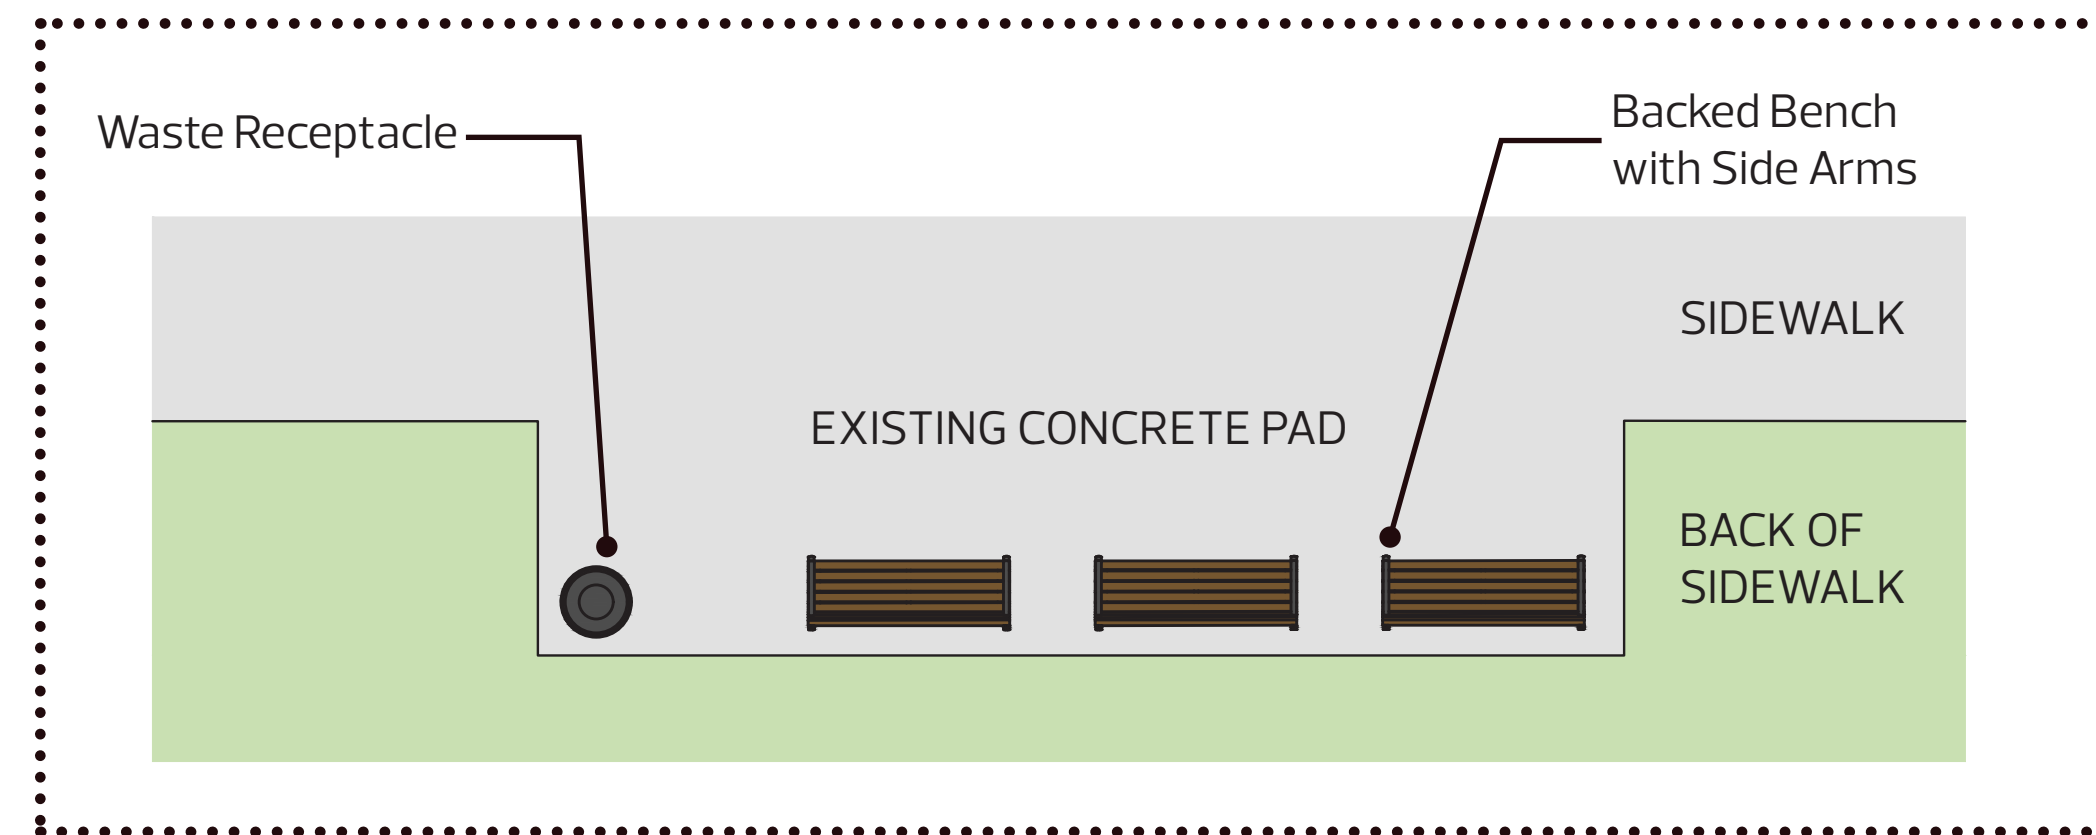 Waste Receptacle
Backed Bench
with Side Arms
SIDEWALK
EXISTING CONCRETE PAD
BACK OF
SIDEWALK